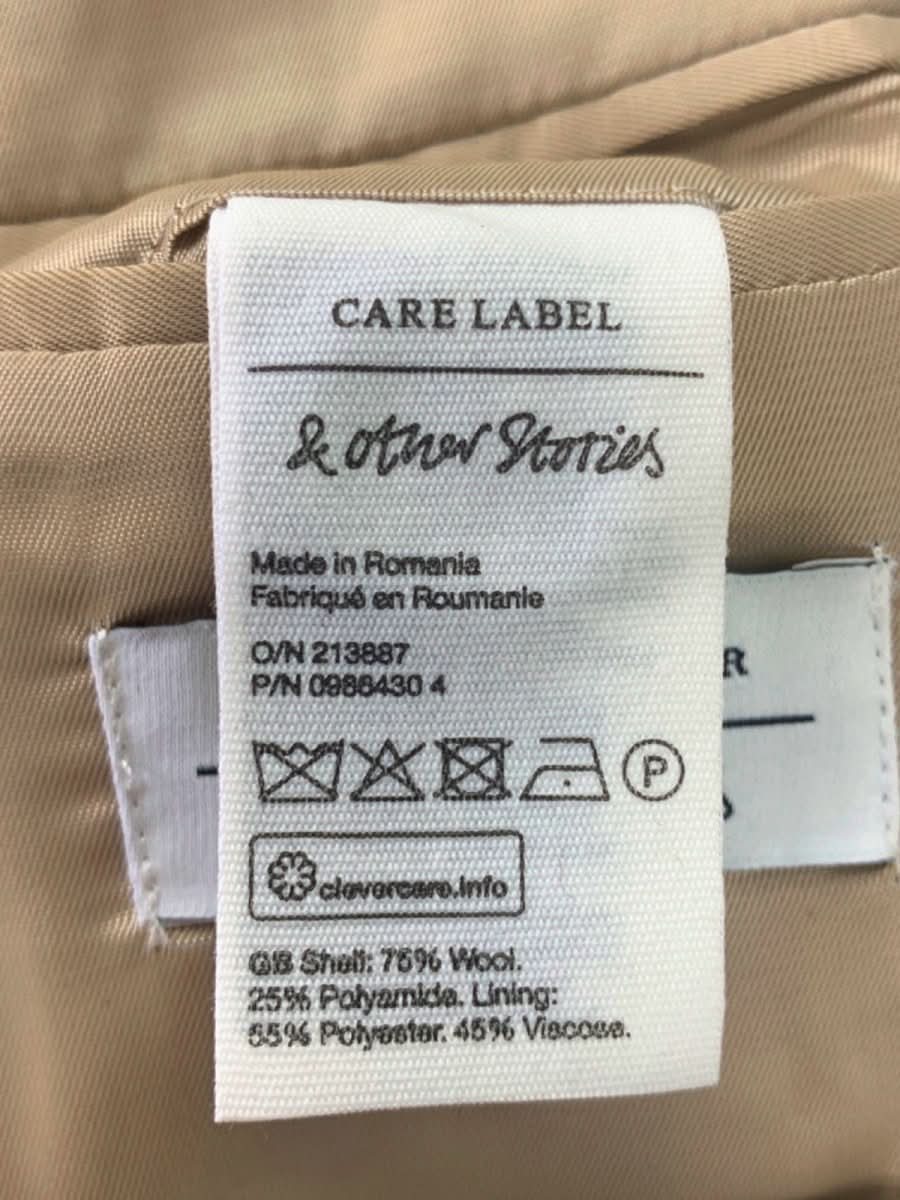 CARE LABEL
& other Stories
Made in Romania
Fabriqué en Roumanie
O/N 213887
P/N 0986430 4
P
clevercare.info
GB Shell: 75% Wool.
25% Polyamide. Lining:
55% Polyester. 45% Viscose.
R